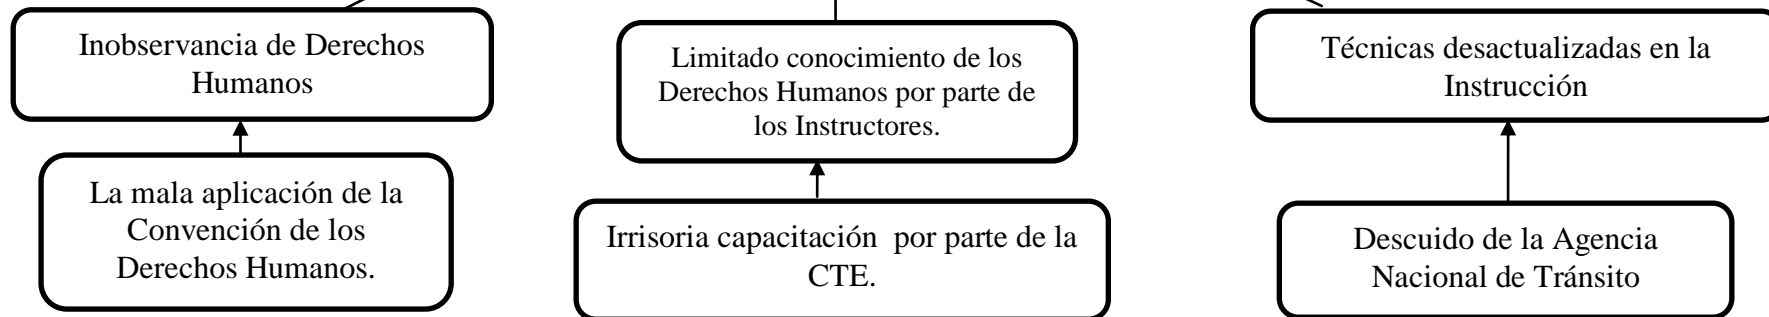 Inobservancia de Derechos
Humanos
Limitado conocimiento de los
Derechos Humanos por parte de
los Instructores.
Técnicas desactualizadas en la
Instrucción
La mala aplicación de la
Convención de los
Derechos Humanos.
Irrisoria capacitación  por parte de la
CTE.
Descuido de la Agencia
Nacional de Tránsito